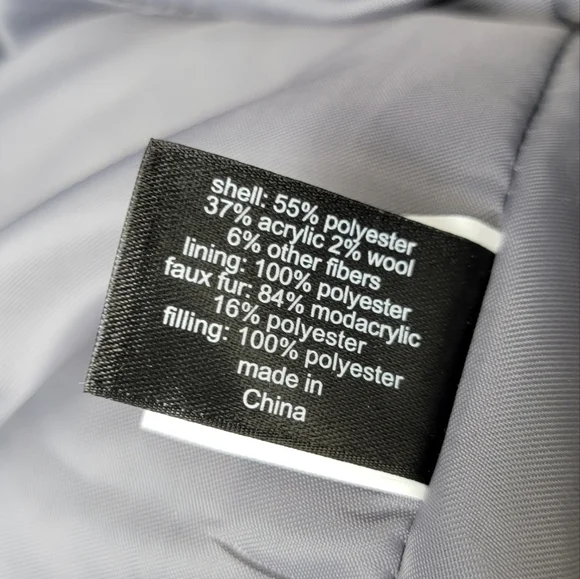 shell: 55% polyester
37% acrylic 2% wool
6% other fibers
lining: 100% polyester
faux fur: 84% modacrylic
16% polyester
filling: 100% polyester
made in
China